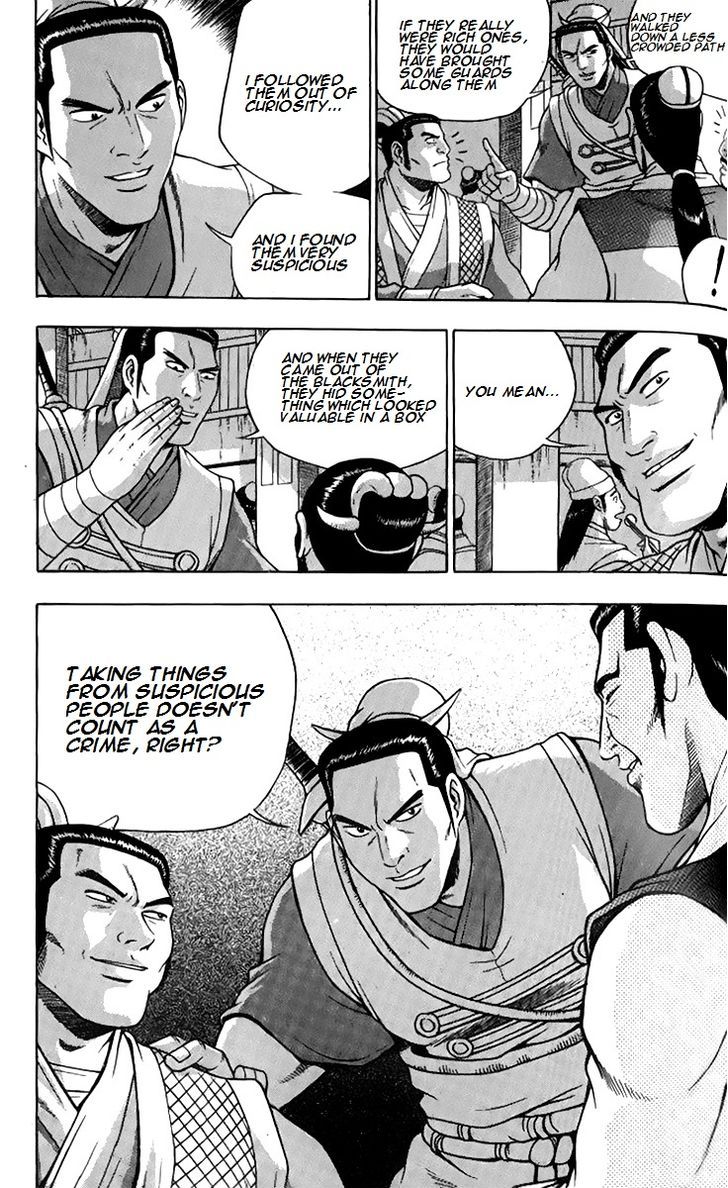 I FOLLOWED
THEM OUT OF
CURIOSITY...
AND I FOUND
THEM VERY
SUSPICIOUS
IF THEY REALLY
WERE RICH ONES,
THEY WOULD
HAVE BROUGHT
SOME GUARDS
ALONG THEM
AND THEY
WALKED
DOWN A LESS
CROWDED PATH
!
AND WHEN THEY
CAME OUT OF
THE BLACKSMITH,
THEY HID SOME-
THING WHICH LOOKED
VALUABLE IN A BOX
YOU MEAN...
TAKING THINGS
FROM SUSPICIOUS
PEOPLE DOESN'T
COUNT AS A
CRIME, RIGHT?